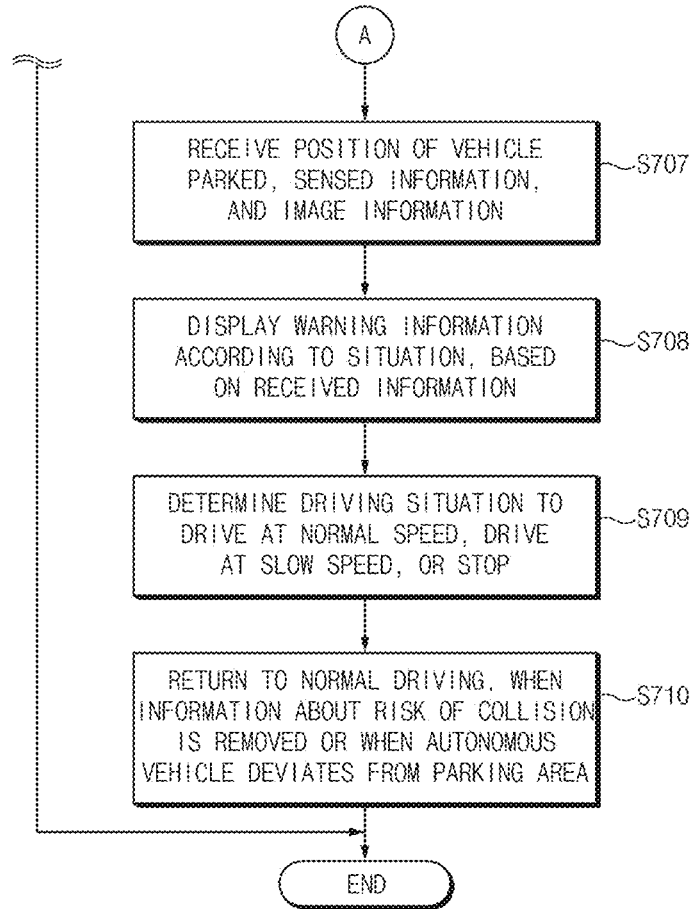 A
RECEIVE POSITION OF VEHICLE
PARKED, SENSED INFORMATION,
AND IMAGE INFORMATION
S707
DISPLAY WARNING INFORMATION
ACCORDING TO SITUATION, BASED
ON RECEIVED INFORMATION
S708
DETERMINE DRIVING SITUATION TO
DRIVE AT NORMAL SPEED, DRIVE
AT SLOW SPEED, OR STOP
S709
RETURN TO NORMAL DRIVING, WHEN
INFORMATION ABOUT RISK OF COLLISION
IS REMOVED OR WHEN AUTONOMOUS
VEHICLE DEVIATES FROM PARKING AREA
S710
END